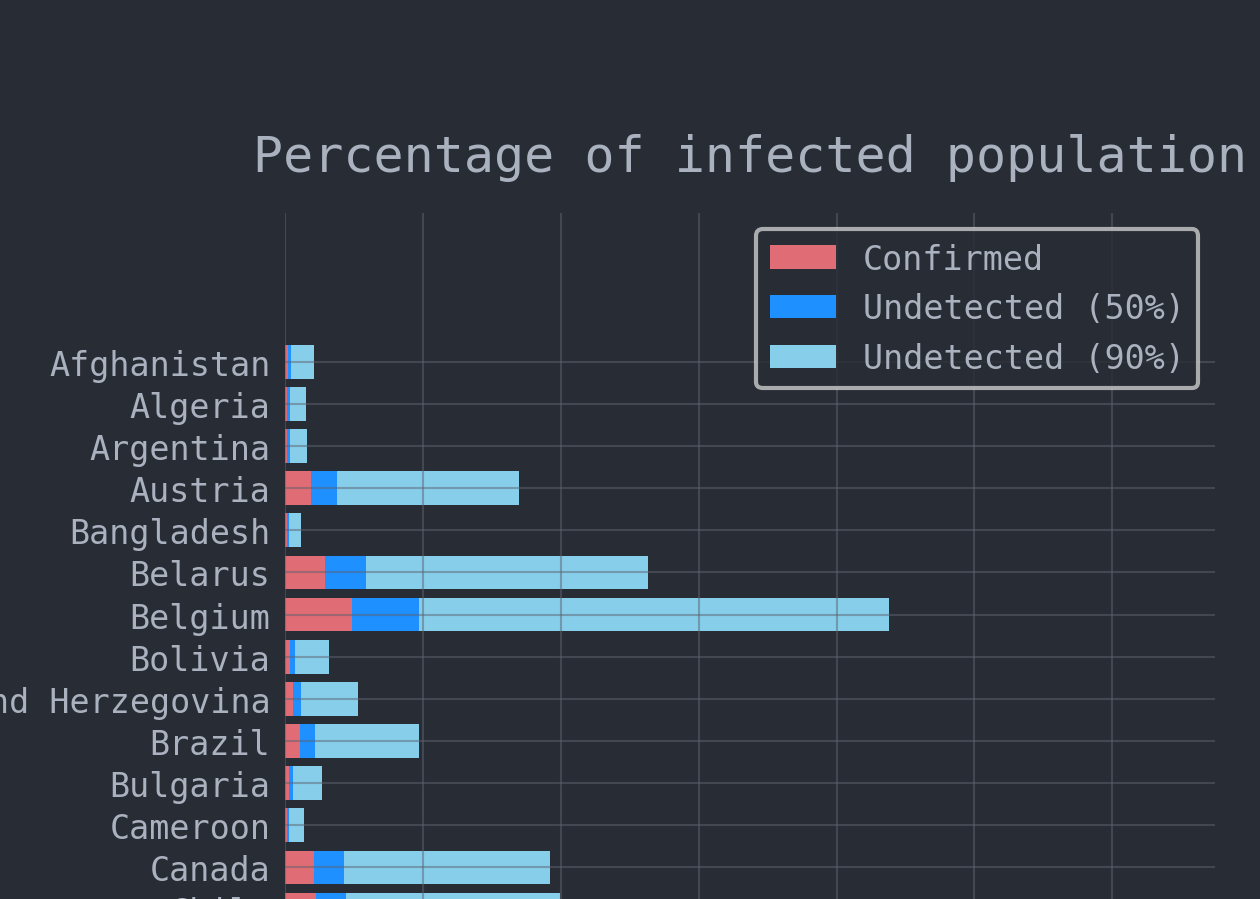 Percentage of infected population
Confirmed
Undetected (50%)
Undetected (90%)
Afghanistan
Algeria
Argentina
Austria
Bangladesh
Belarus
Belgium
Bolivia
Herzegovina
Brazil
Bulgaria
Cameroon
Canada